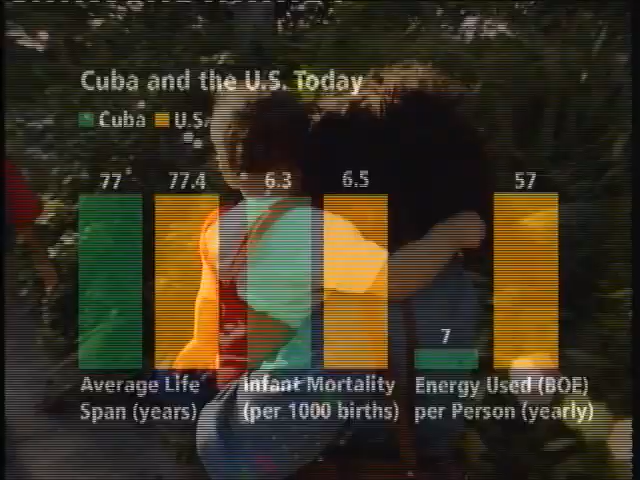 Cuba and the U.S. Today
Cuba U.S.
77 77.4 6.3 6.5 7 57
Average Life Infant Mortality Energy Used (BOE)
Span (years) (per 1000 births) per Person (yearly)